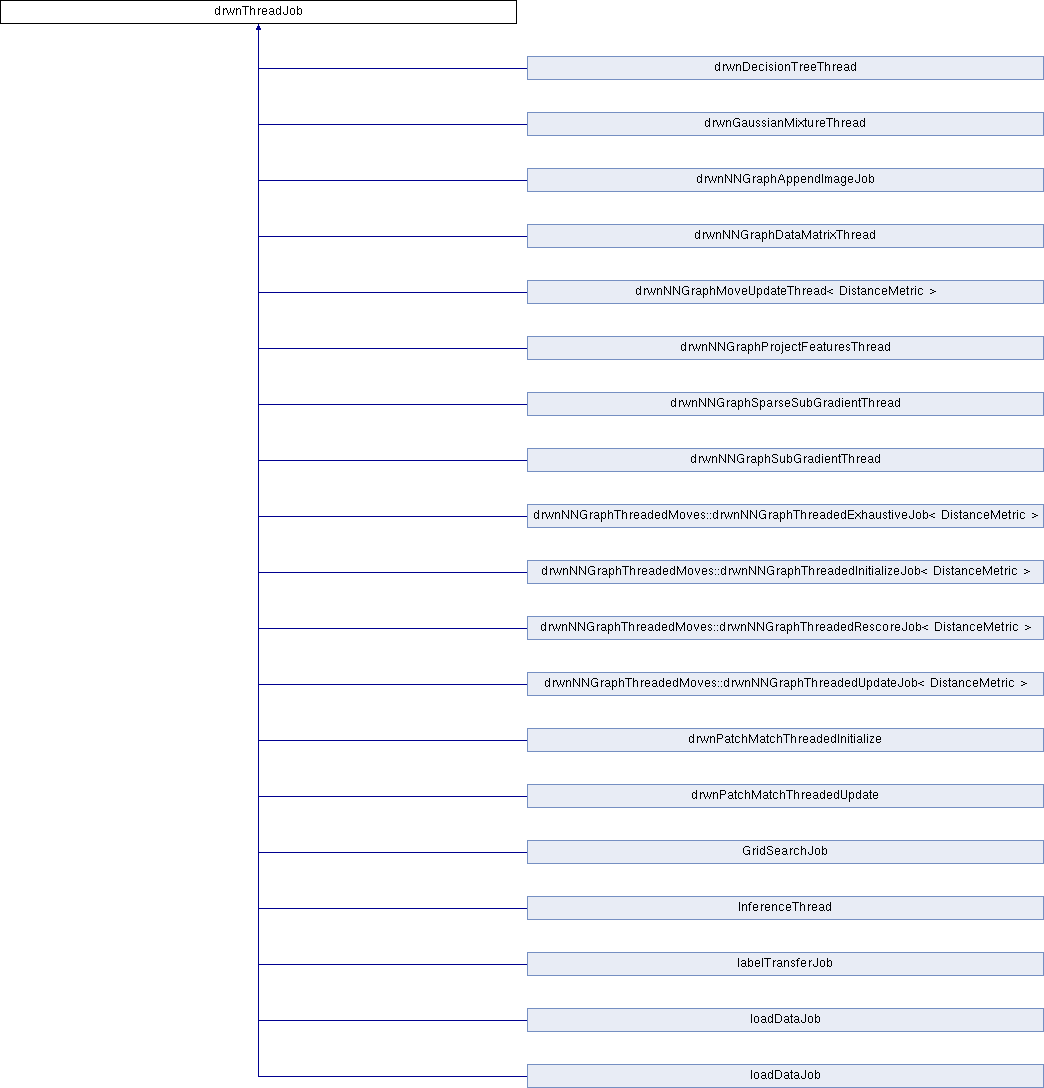 drwnThreadJob
drwnDecisionTreeThread
drwnGaussianMixtureThread
drwnNNGraphAppendImageJob
drwnNNGraphDataMatrixThread
drwnNNGraphMoveUpdateThread< DistanceMetric >
drwnNNGraphProjectFeaturesThread
drwnNNGraphSparseSubGradientThread
drwnNNGraphSubGradientThread
drwnNNGraphThreadedMoves::drwnNNGraphThreadedExhaustiveJob< DistanceMetric >
drwnNNGraphThreadedMoves::drwnNNGraphThreadedInitializeJob< DistanceMetric >
drwnNNGraphThreadedMoves::drwnNNGraphThreadedRescoreJob< DistanceMetric >
drwnNNGraphThreadedMoves::drwnNNGraphThreadedUpdateJob< DistanceMetric >
drwnPatchMatchThreadedInitialize
drwnPatchMatchThreadedUpdate
GridSearchJob
InferenceThread
labelTransferJob
loadDataJob
loadDataJob